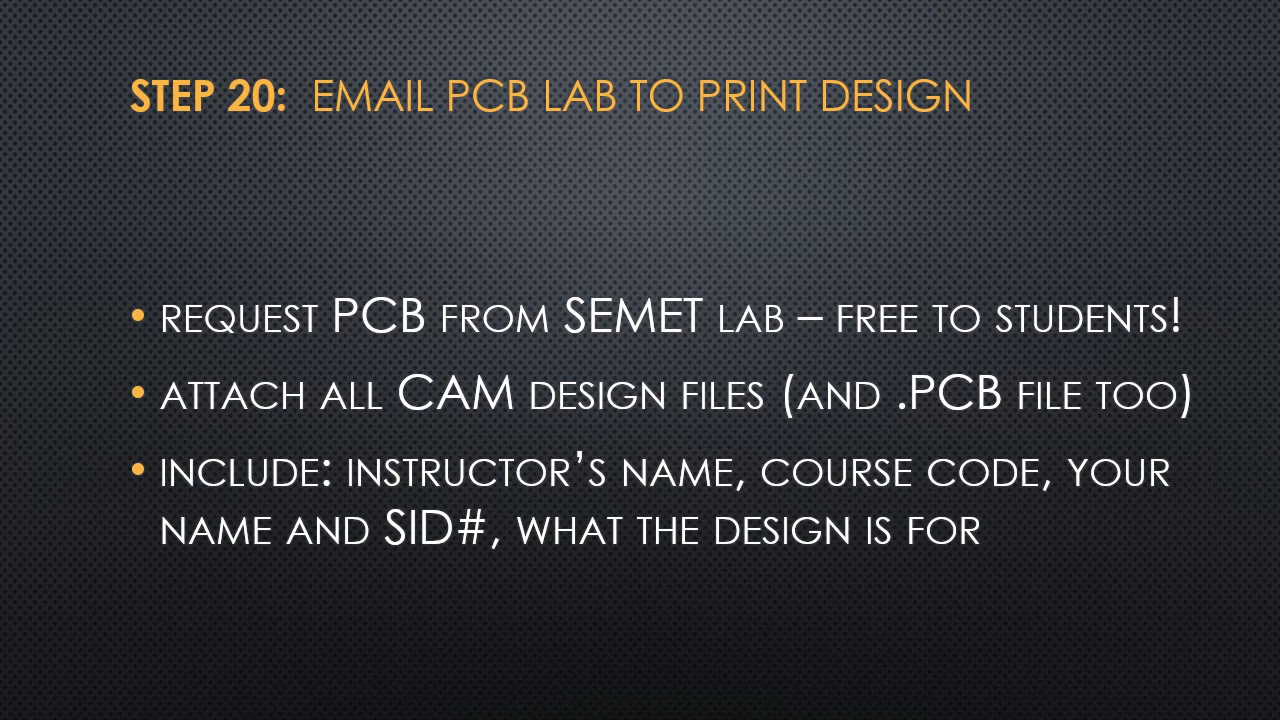 STEP 20: EMAIL PCB LAB TO PRINT DESIGN
• REQUEST PCB FROM SEMET LAB – FREE TO STUDENTS!
• ATTACH ALL CAM DESIGN FILES (AND .PCB FILE TOO)
• INCLUDE: INSTRUCTOR’S NAME, COURSE CODE, YOUR
NAME AND SID#, WHAT THE DESIGN IS FOR